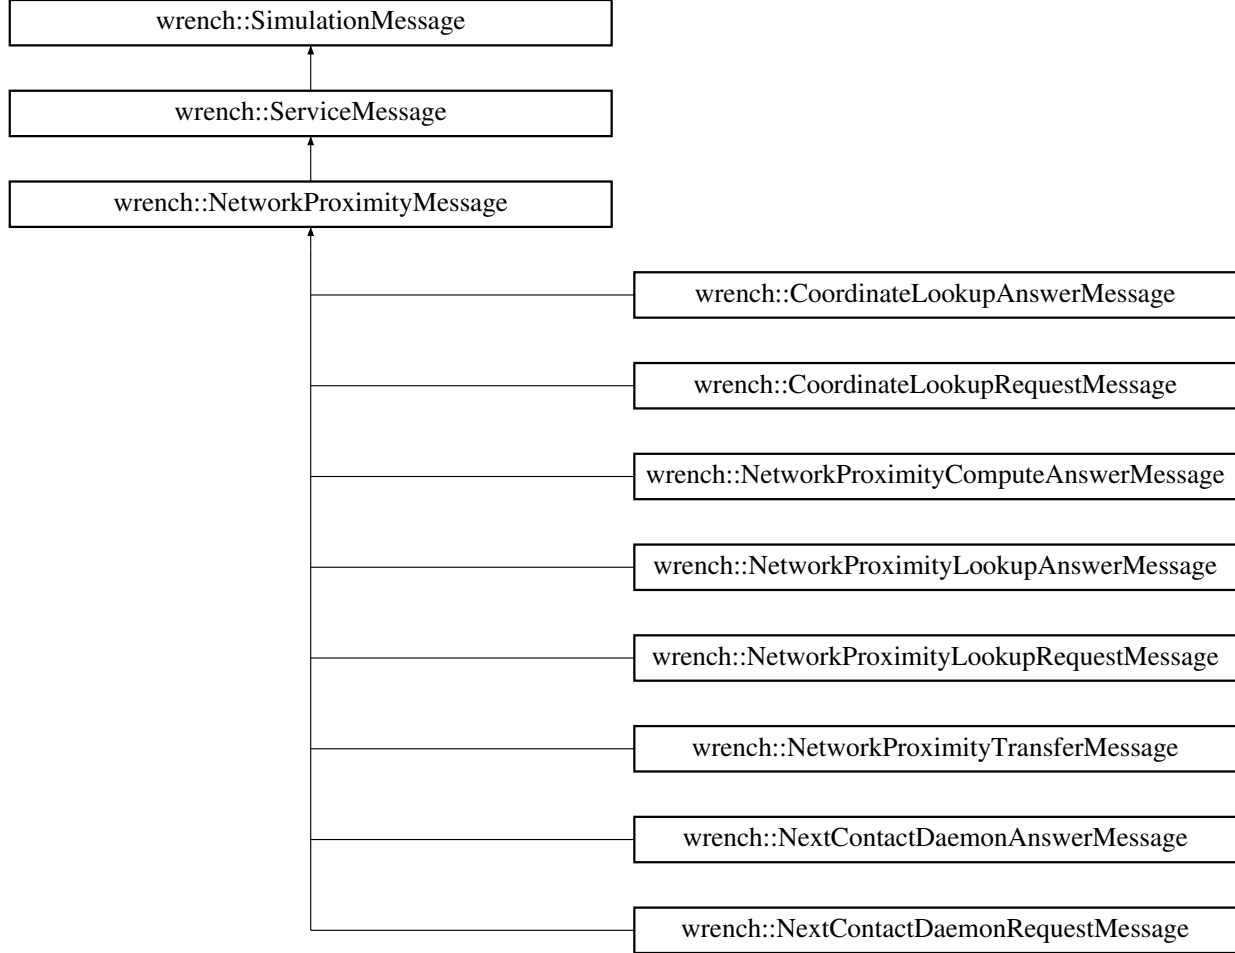 wrench::SimulationMessage
wrench::ServiceMessage
wrench::NetworkProximityMessage
wrench::CoordinateLookupAnswerMessage
wrench::CoordinateLookupRequestMessage
wrench::NetworkProximityComputeAnswerMessage
wrench::NetworkProximityLookupAnswerMessage
wrench::NetworkProximityLookupRequestMessage
wrench::NetworkProximityTransferMessage
wrench::NextContactDaemonAnswerMessage
wrench::NextContactDaemonRequestMessage